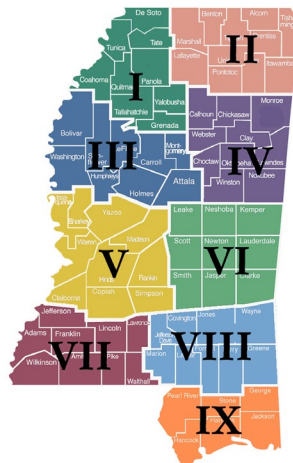 De Soto
Tate
Tunica
Panola
Coahoma
Quitman
Yalobusha
Tallahatchie
Grenada
I
Benton
Alcorn
Marshall
Lafayette
Pontotoc
Itawamba
II
Bolivar
Washington
Carroll
Humphreys
Holmes
Attala
III
Monroe
Calhoun
Chickasaw
Webster
Clay
Choctaw
Winston
IV
Yazoo
Madison
Warren
Rankin
Claiborne
Copiah
Simpson
V
Leake
Neshoba
Kemper
Scott
Newton
Lauderdale
Smith
Jasper
Clarke
VI
Jefferson
Adams
Franklin
Lincoln
Wilkinson
Pike
Walthall
VII
Covington
Jones
Wayne
Marion
Greene
VIII
Pearl River
Stone
George
Hancock
Jackson
IX